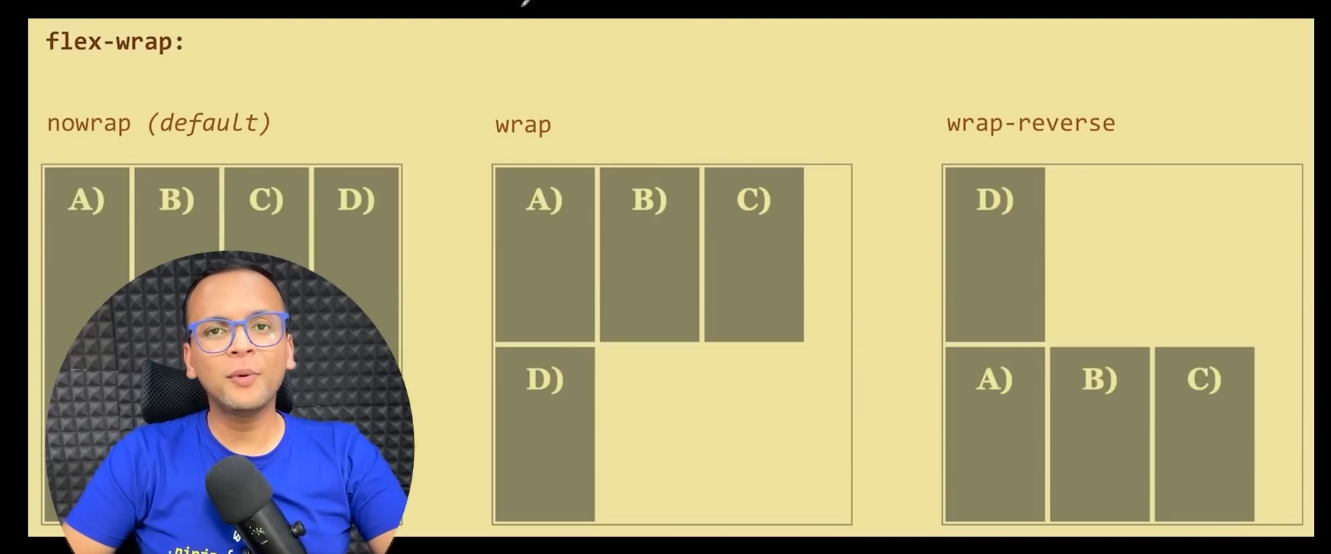 flex-wrap:
nowrap (default)
wrap
wrap-reverse
A) B) C) D)
A) B) C)
D)
D)
A) B) C)